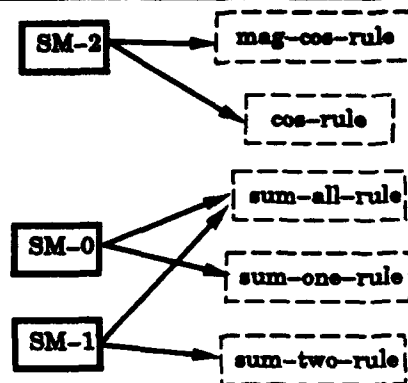 SM-2
mag-cos-rule
cos-rule
sum-all-rule
SM-0
sum-one-rule
SM-1
sum-two-rule